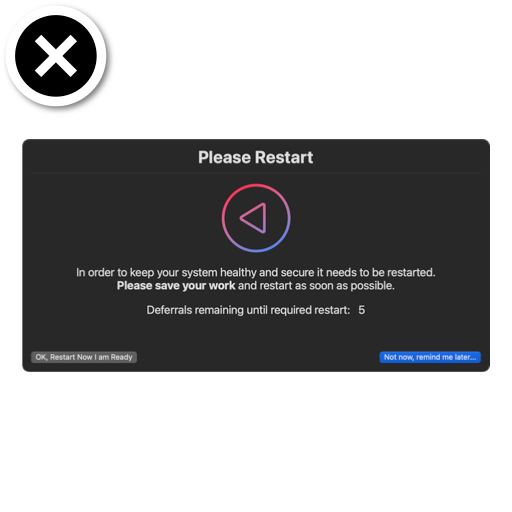 Please Restart
In order to keep your system healthy and secure it needs to be restarted.
Please save your work and restart as soon as possible.
Deferrals remaining until required restart: 5
OK, Restart Now I am Ready
Not now, remind me later...